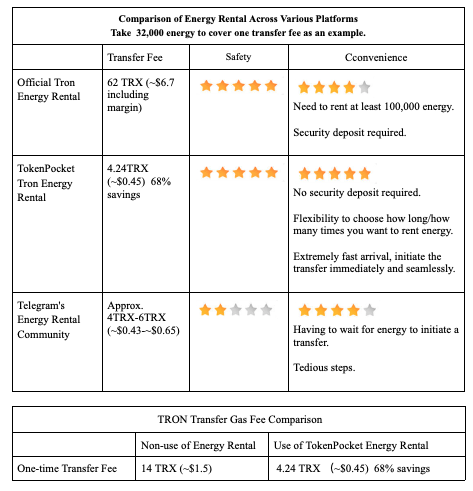 Comparison of Energy Rental Across Various Platforms
Take 32,000 energy to cover one transfer fee as an example.
Transfer Fee
Safety
Cconvenience
Official Tron
Energy Rental
62 TRX (~$6.7
including
margin)
Need to rent at least 100,000 energy.
Security deposit required.
TokenPocket
Tron Energy
Rental
4.24TRX
(~$0.45) 68%
savings
No security deposit required.
Flexibility to choose how long/how
many times you want to rent energy.
Extremely fast arrival, initiate the
transfer immediately and seamlessly.
Telegram's
Energy Rental
Community
Approx.
4TRX-6TRX
(~$0.43-~$0.65)
Having to wait for energy to initiate a
transfer.
Tedious steps.
TRON Transfer Gas Fee Comparison
Non-use of Energy Rental
Use of TokenPocket Energy Rental
One-time Transfer Fee
14 TRX (~$1.5)
4.24 TRX （~$0.45) 68% savings